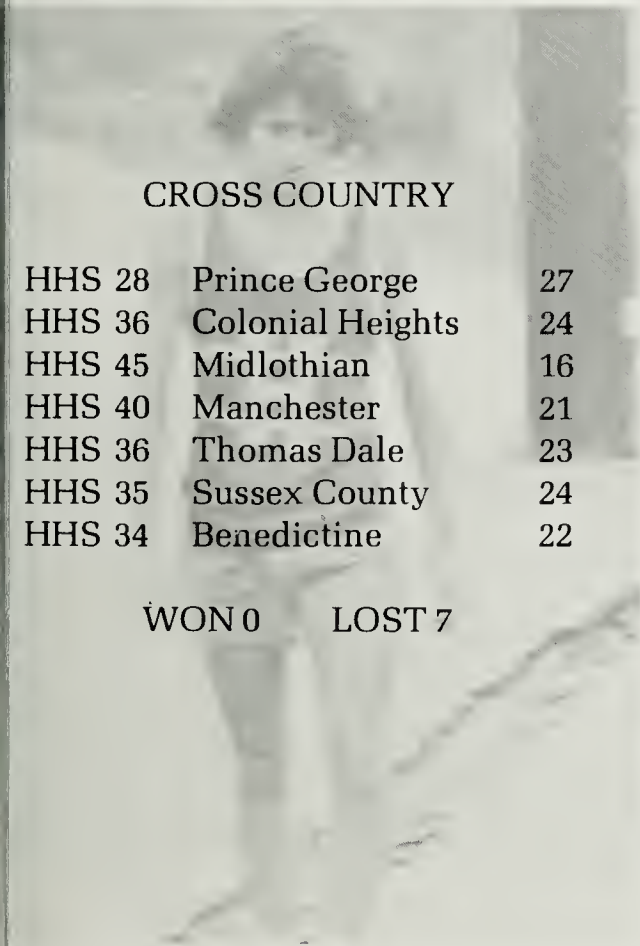 CROSS COUNTRY
HHS 28 Prince George 27
HHS 36 Colonial Heights 24
HHS 45 Midlothian 16
HHS 40 Manchester 21
HHS 36 Thomas Dale 23
HHS 35 Sussex County 24
HHS 34 Benedictine 22
WON 0 LOST 7